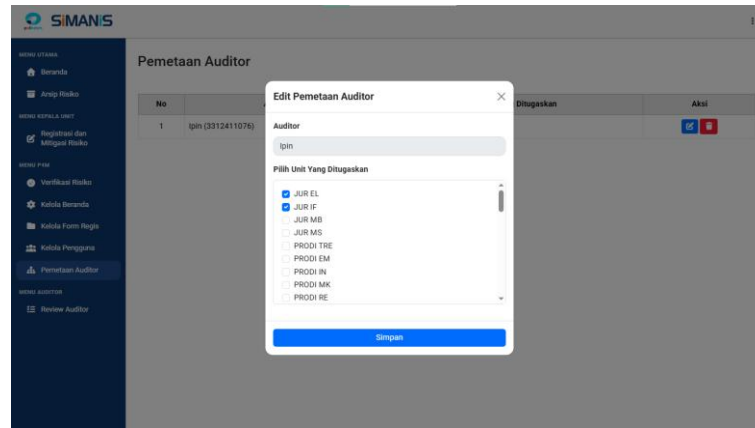 SIMANIS
MENU UTAMA
Beranda
Arsip Risiko
MENU KEPALA UNIT
Registrasi dan
Mitigasi Risiko
MENU P4M
Verifikasi Risiko
Kelola Beranda
Kelola Form Regis
Kelola Pengguna
Pemetaan Auditor
MENU AUDITOR
Review Auditor
Pemetaan Auditor
No
Ditugaskan
Aksi
1
Ipin (3312411076)
Edit Pemetaan Auditor
Auditor
Ipin
Pilih Unit Yang Ditugaskan
JUR EL
JUR IF
JUR MB
JUR MS
PRODI TRE
PRODI EM
PRODI IN
PRODI MK
PRODI RE
Simpan